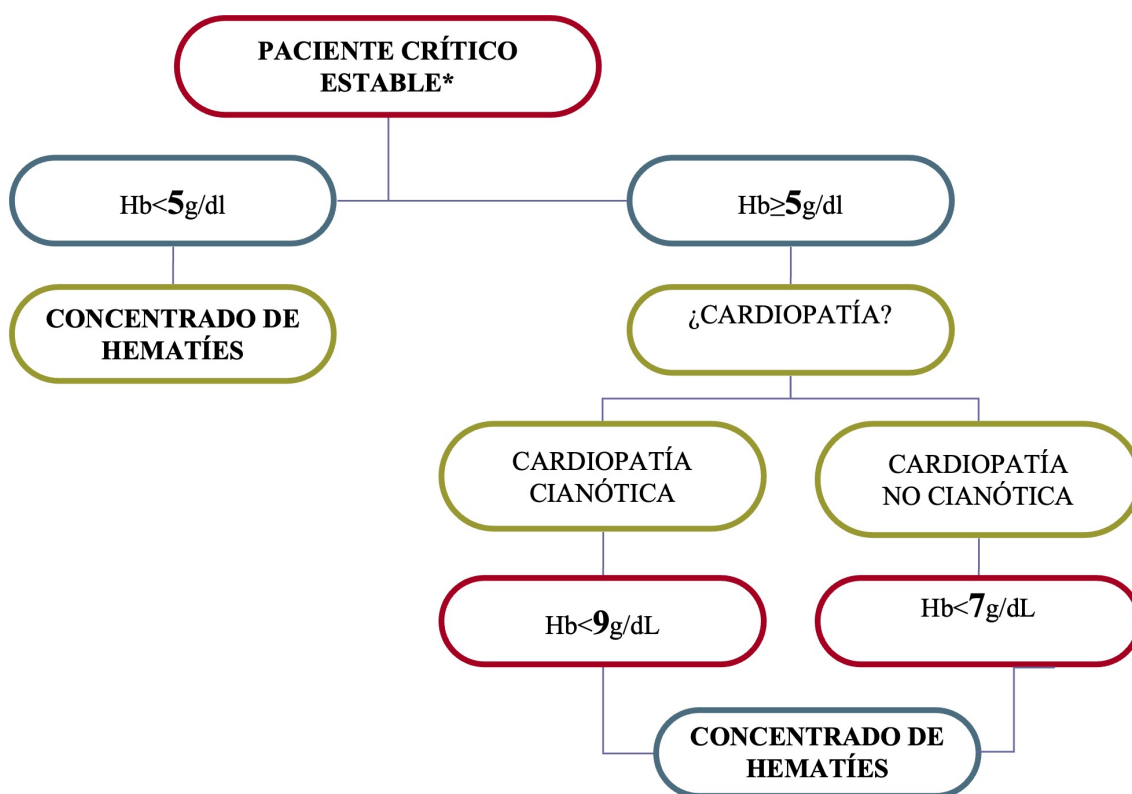 PACIENTE CRÍTICO
ESTABLE*
Hb<5g/dl
Hb≥5g/dl
CONCENTRADO DE
HEMATÍES
¿CARDIOPATÍA?
CARDIOPATÍA
CIANÓTICA
CARDIOPATÍA
NO CIANÓTICA
Hb<9g/dL
Hb<7g/dL
CONCENTRADO DE
HEMATÍES